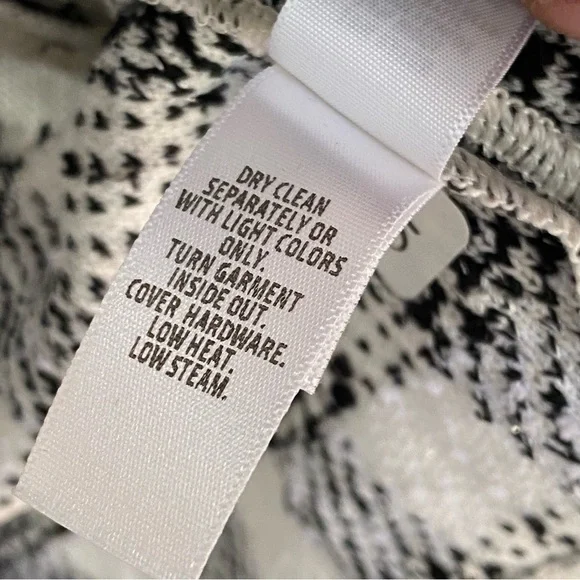 DRY CLEAN
SEPARATELY OR
WITH LIGHT COLORS
ONLY.
TURN GARMENT
INSIDE OUT.
COVER HARDWARE.
LOW HEAT.
LOW STEAM.